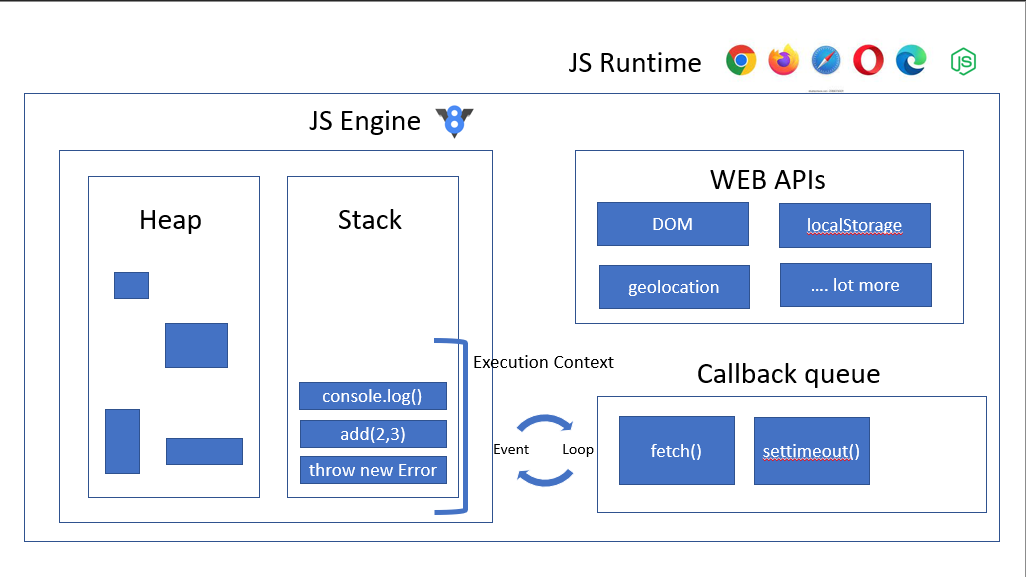 JS Runtime
JS
JS Engine
8
Heap
Stack
WEB APIs
DOM
localStorage
geolocation
.... lot more
Execution Context
console.log()
add(2,3)
throw new Error
Event
Loop
Callback queue
fetch()
settimeout()